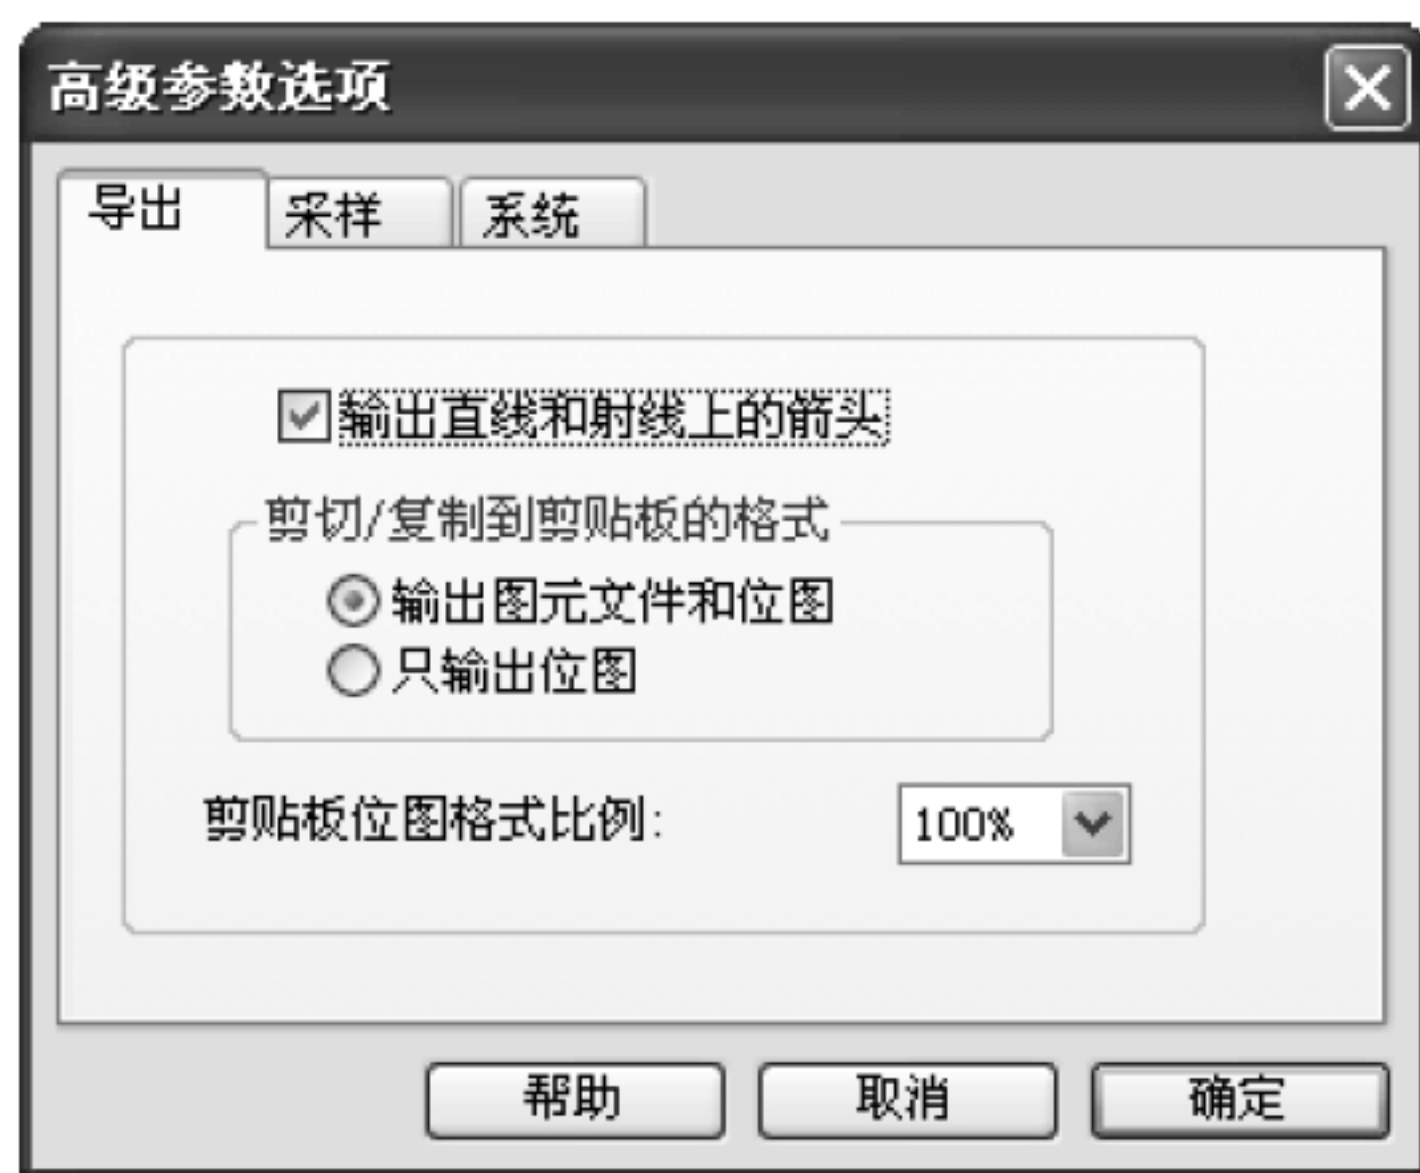 高级参数选项
导出 采样 系统
输出直线和射线上的箭头
剪切/复制到剪贴板的格式
输出图元文件和位图
只输出位图
剪贴板位图格式比例: 100%
帮助 取消 确定